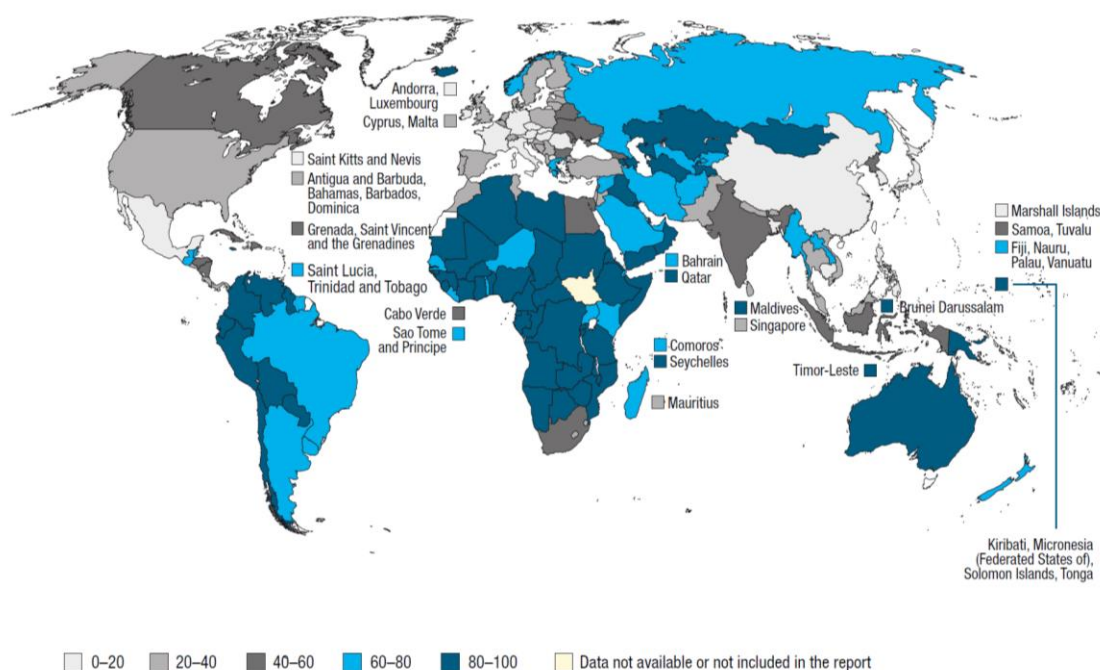 Andorra,
Luxembourg
Cyprus, Malta
Saint Kitts and Nevis
Antigua and Barbuda,
Bahamas, Barbados,
Dominica
Grenada, Saint Vincent
and the Grenadines
Saint Lucia,
Trinidad and Tobago
Cabo Verde
Sao Tome
and Principe
Bahrain
Qatar
Maldives
Singapore
Comoros
Seychelles
Mauritius
Brunei Darussalam
Timor-Leste
Marshall Islands
Samoa, Tuvalu
Fiji, Nauru,
Palau, Vanuatu
Kiribati, Micronesia
(Federated States of),
Solomon Islands, Tonga
0–20 20–40 40–60 60–80 80–100 Data not available or not included in the report